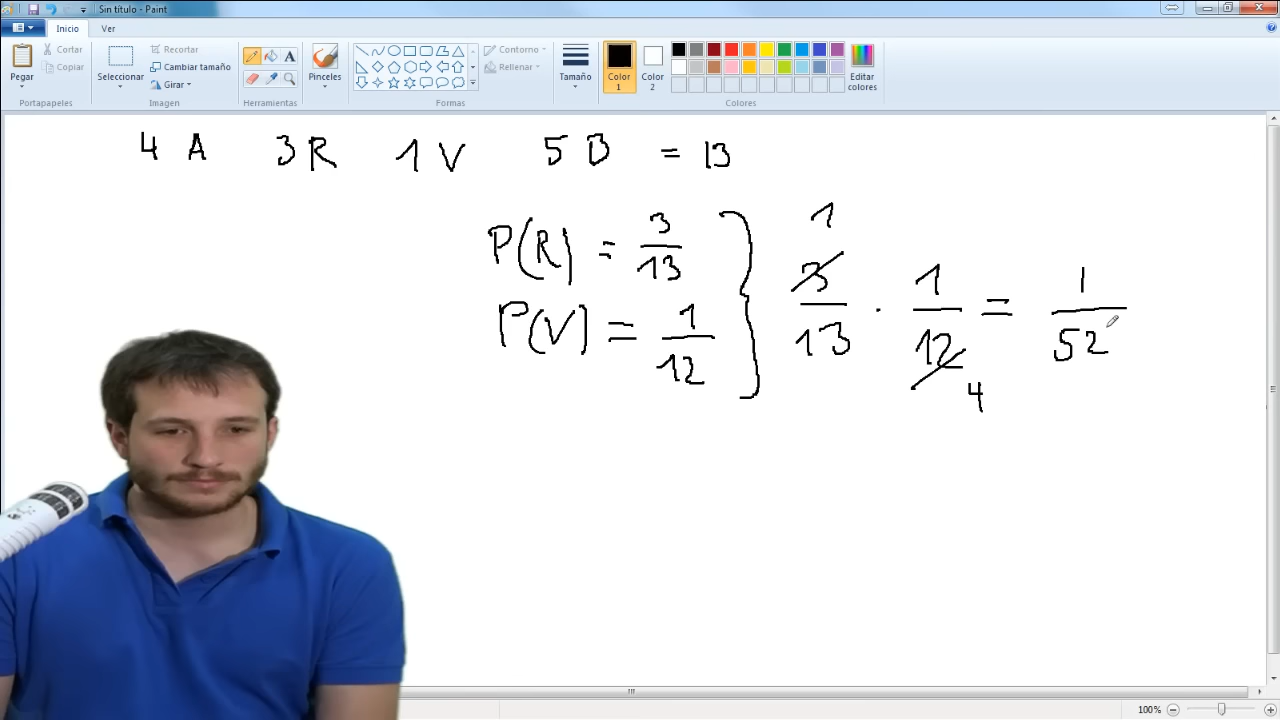 Sin título - Paint
Inicio Ver
Pegar
Cortar
Copiar
Portapapeles
Seleccionar
Recortar
Cambiar tamaño
Girar
Imagen
A
Herramientas
Pinceles
Contorno
Rellenar
Formas
Tamaño
Color 1
Color 2
Editar colores
Colores
4 A 3 R 1 V 5 B = 13
P(R) = 3/13
P(V) = 1/12
1
3/13 · 1/12 = 1/52
4
100%